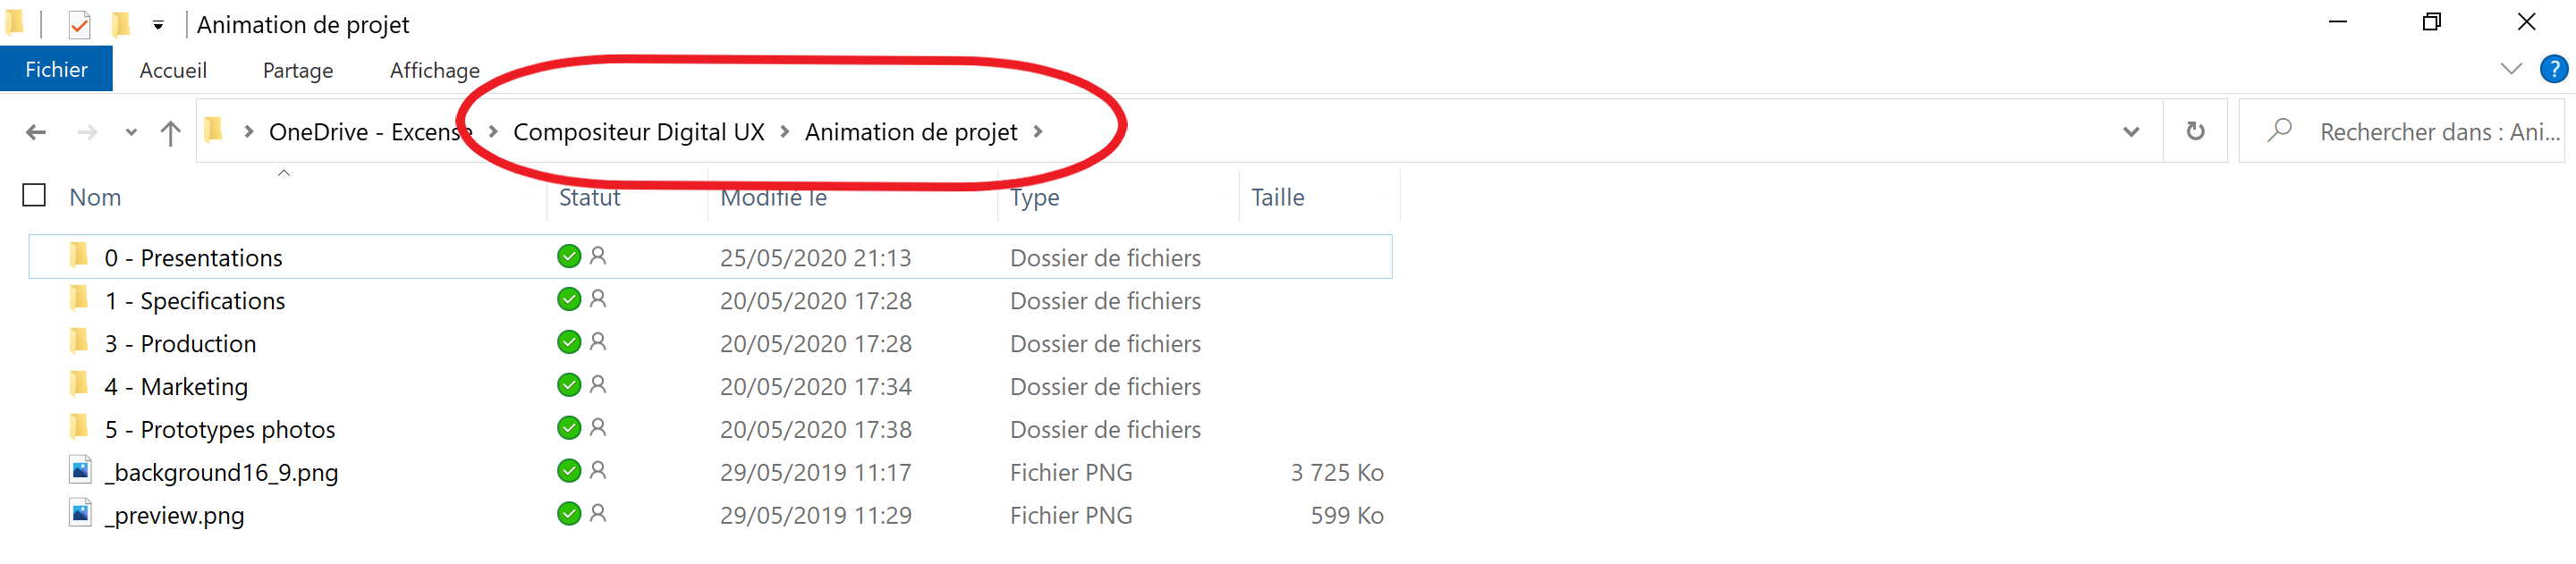 Animation de projet
Fichier Accueil Partage Affichage ?
OneDrive - Excense > Compositeur Digital UX > Animation de projet > Rechercher dans : Ani...
Nom Statut Modifié le Type Taille
0 - Presentations 25/05/2020 21:13 Dossier de fichiers
1 - Specifications 20/05/2020 17:28 Dossier de fichiers
3 - Production 20/05/2020 17:28 Dossier de fichiers
4 - Marketing 20/05/2020 17:34 Dossier de fichiers
5 - Prototypes photos 20/05/2020 17:38 Dossier de fichiers
_background16_9.png 29/05/2019 11:17 Fichier PNG 3 725 Ko
_preview.png 29/05/2019 11:29 Fichier PNG 599 Ko